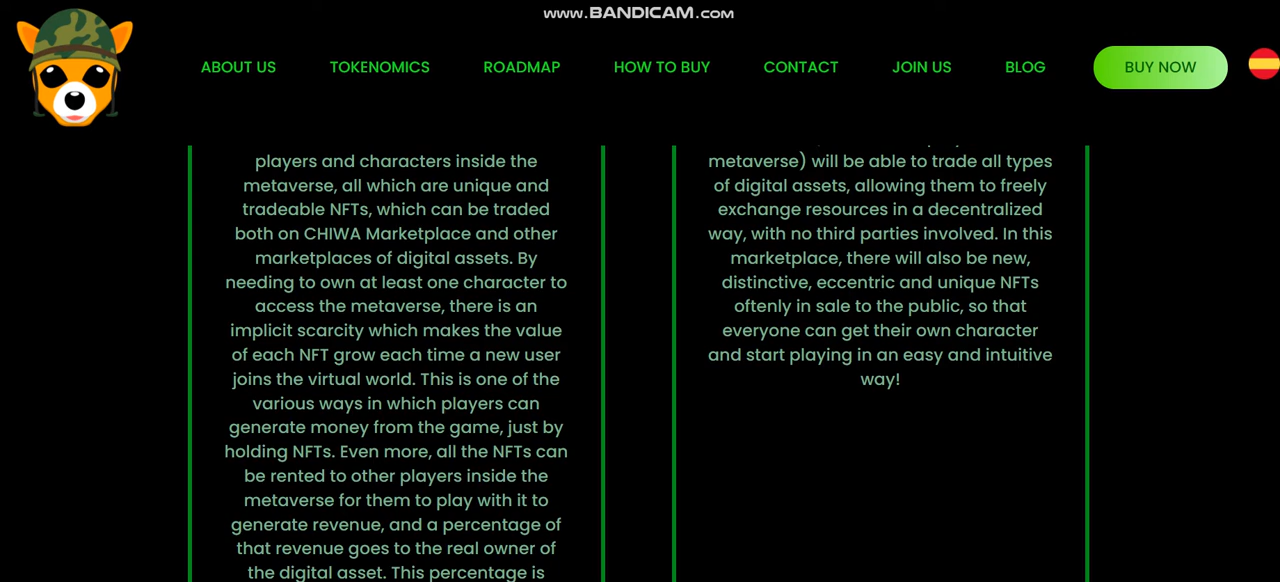 www.BANDICAM.com
ABOUT US
TOKENOMICS
ROADMAP
HOW TO BUY
CONTACT
JOIN US
BLOG
BUY NOW
players and characters inside the
metaverse, all which are unique and
tradeable NFTs, which can be traded
both on CHIWA Marketplace and other
marketplaces of digital assets. By
needing to own at least one character to
access the metaverse, there is an
implicit scarcity which makes the value
of each NFT grow each time a new user
joins the virtual world. This is one of the
various ways in which players can
generate money from the game, just by
holding NFTs. Even more, all the NFTs can
be rented to other players inside the
metaverse for them to play with it to
generate revenue, and a percentage of
that revenue goes to the real owner of
the digital asset. This percentage is
metaverse) will be able to trade all types
of digital assets, allowing them to freely
exchange resources in a decentralized
way, with no third parties involved. In this
marketplace, there will also be new,
distinctive, eccentric and unique NFTs
oftenly in sale to the public, so that
everyone can get their own character
and start playing in an easy and intuitive
way!